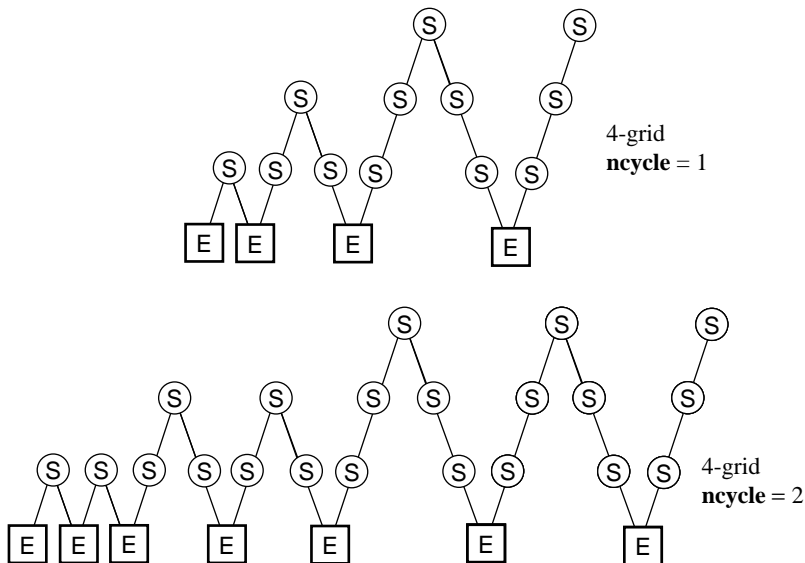 S S
S S S S
4-grid
ncycle = 1
S S S S S S
E E E E
S S S
S S S S S S S
S S S S S S S S S S S
4-grid
ncycle = 2
E E E E E E E